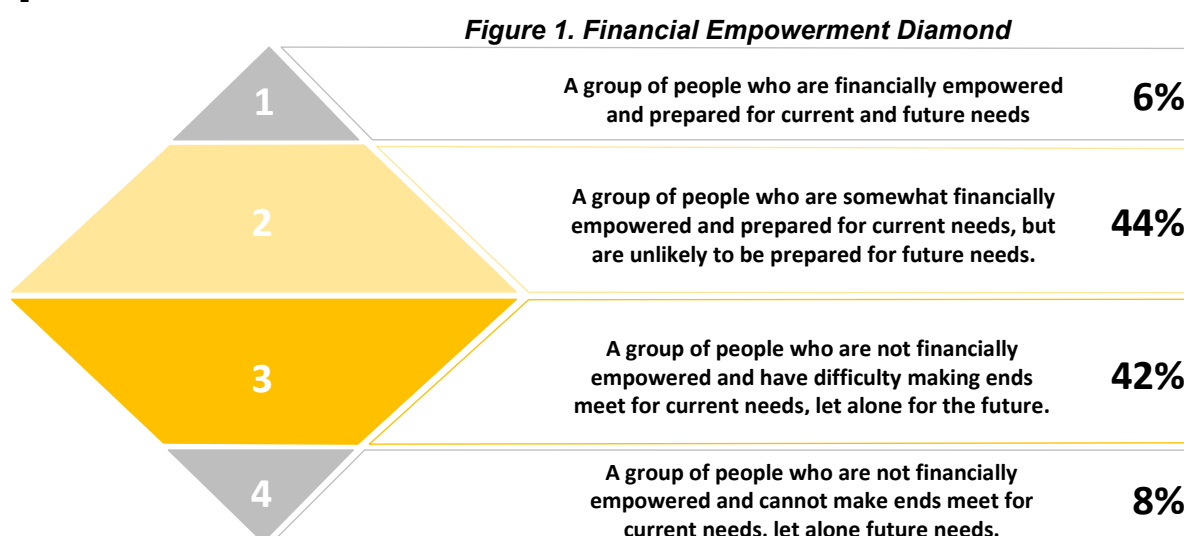 Figure 1. Financial Empowerment Diamond
1
A group of people who are financially empowered
and prepared for current and future needs
6%
2
A group of people who are somewhat financially
empowered and prepared for current needs, but
are unlikely to be prepared for future needs.
44%
3
A group of people who are not financially
empowered and have difficulty making ends
meet for current needs, let alone for the future.
42%
4
A group of people who are not financially
empowered and cannot make ends meet for
current needs, let alone future needs.
8%